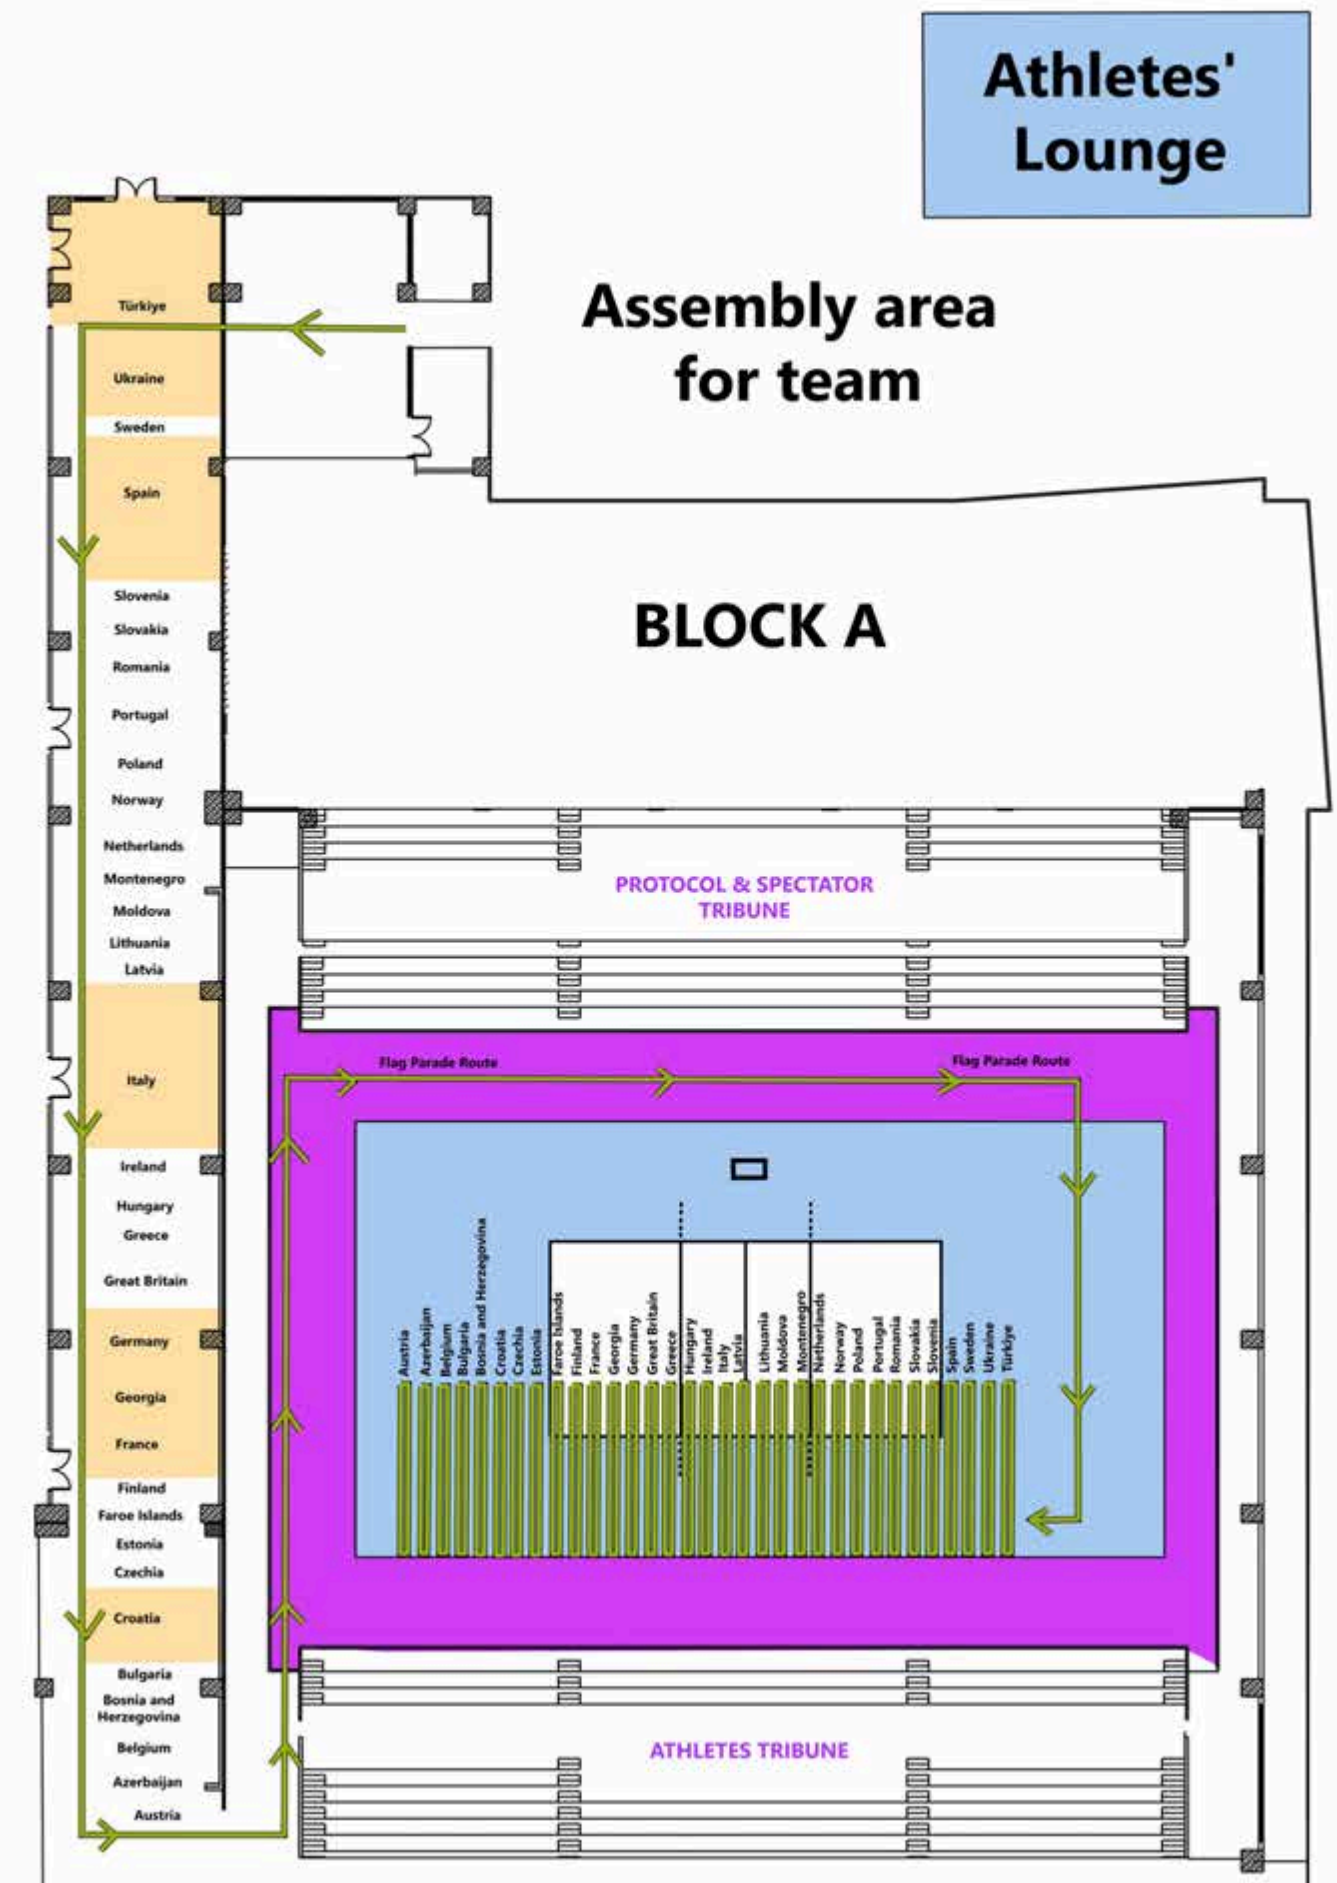 Athletes'
Lounge
Assembly area
for team
Türkiye
Ukraine
Sweden
Spain
Slovenia
Slovakia
Romania
Portugal
Poland
Norway
Netherlands
Montenegro
Moldova
Lithuania
Latvia
Italy
Ireland
Hungary
Greece
Great Britain
Germany
Georgia
France
Finland
Faroe Islands
Estonia
Czechia
Croatia
Bulgaria
Bosnia and
Herzegovina
Belgium
Azerbaijan
Austria
BLOCK A
PROTOCOL & SPECTATOR
TRIBUNE
Flag Parade Route
Flag Parade Route
Austria
Azerbaijan
Belgium
Bulgaria
Bosnia and Herzegovina
Croatia
Czechia
Estonia
Faroe Islands
Finland
France
Georgia
Germany
Great Britain
Greece
Hungary
Ireland
Italy
Latvia
Lithuania
Moldova
Montenegro
Netherlands
Norway
Poland
Portugal
Romania
Slovakia
Slovenia
Spain
Sweden
Ukraine
Türkiye
ATHLETES TRIBUNE